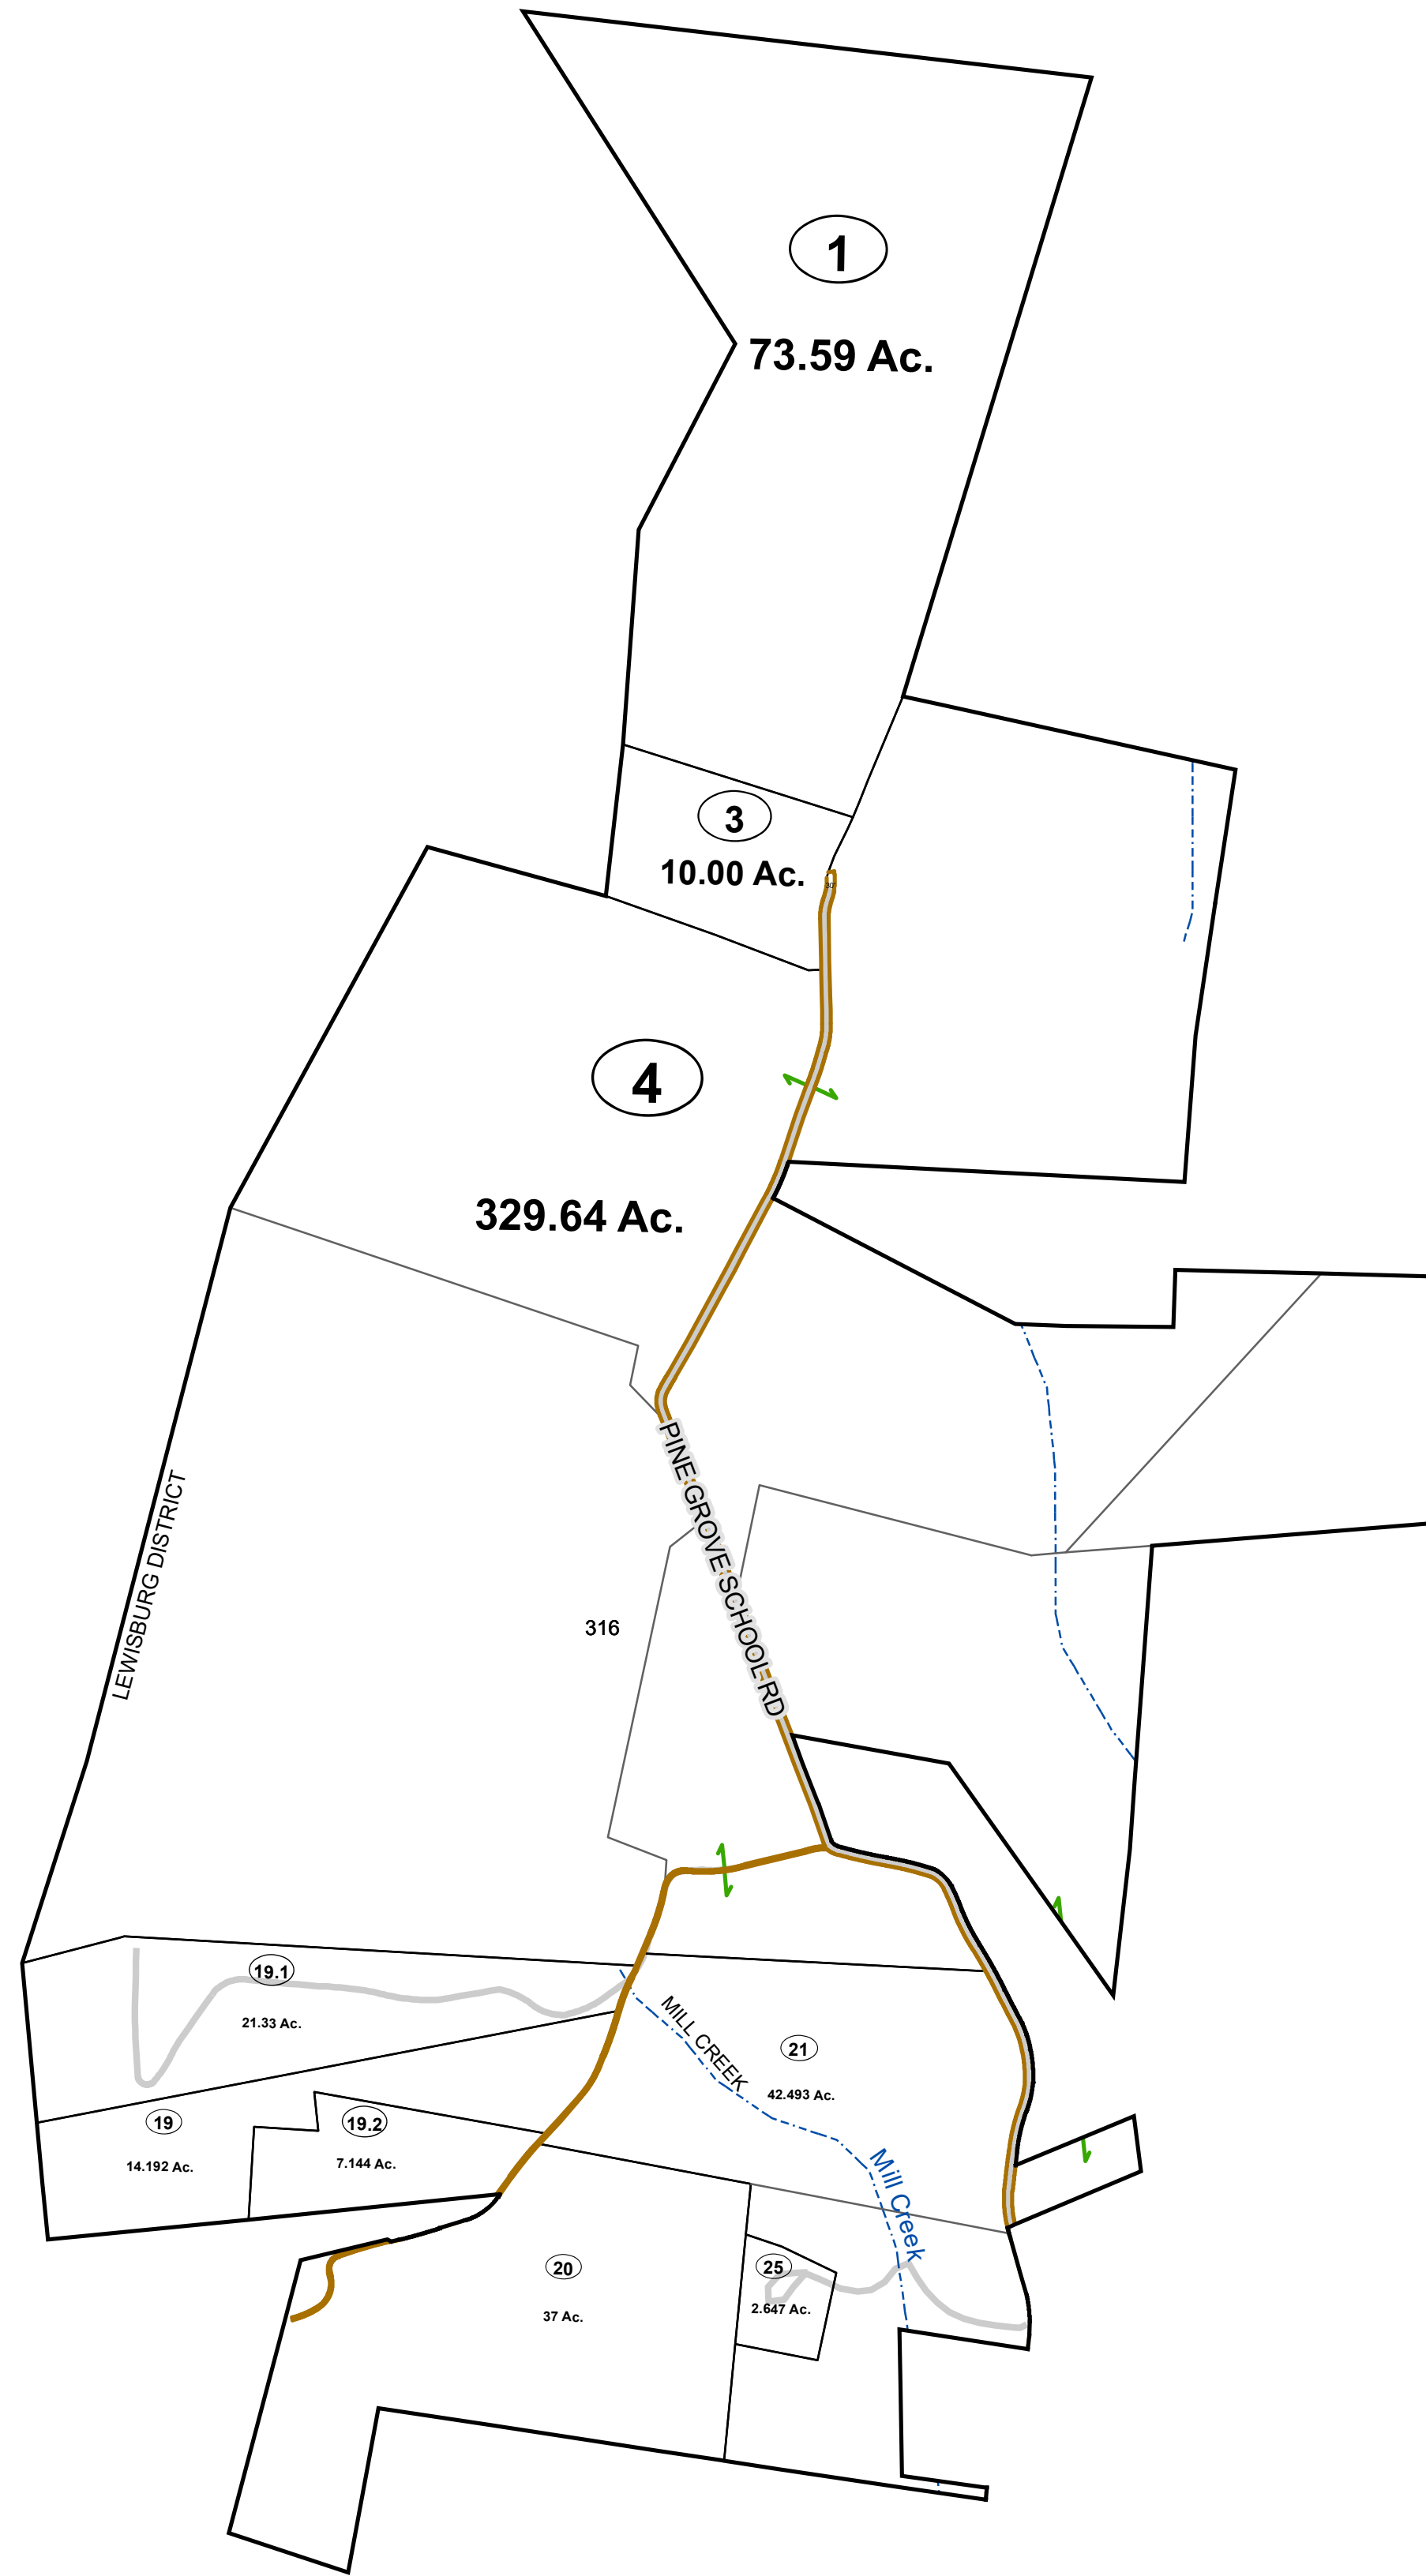 1
73.59 Ac.
3
10.00 Ac.
30'
4
329.64 Ac.
PINE GROVE SCHOOL RD
LEWISBURG DISTRICT
316
19.1
21.33 Ac.
MILL CREEK
21
42.493 Ac.
19
14.192 Ac.
19.2
7.144 Ac.
Mill Creek
20
37 Ac.
25
2.647 Ac.